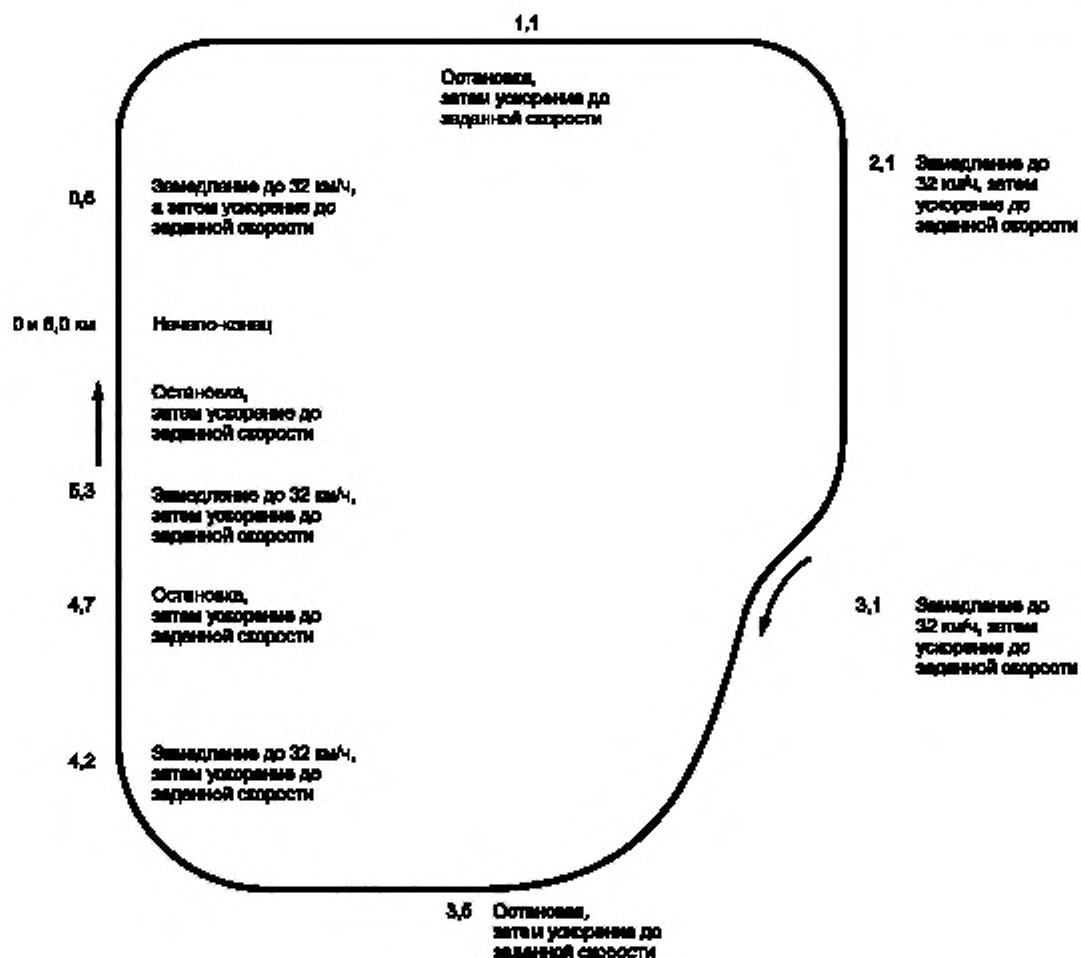 1,1
Остановка,
затем ускорение до
заданной скорости
2,1 Замедление до
32 км/ч, затем
ускорение до
заданной скорости
0,6 Замедление до 32 км/ч,
а затем ускорение до
заданной скорости
0 и 6,0 км Начало-конец
Остановка,
затем ускорение до
заданной скорости
5,3 Замедление до 32 км/ч,
затем ускорение до
заданной скорости
4,7 Остановка,
затем ускорение до
заданной скорости
3,1 Замедление до
32 км/ч, затем
ускорение до
заданной скорости
4,2 Замедление до 32 км/ч,
затем ускорение до
заданной скорости
3,5 Остановка,
затем ускорение до
заданной скорости